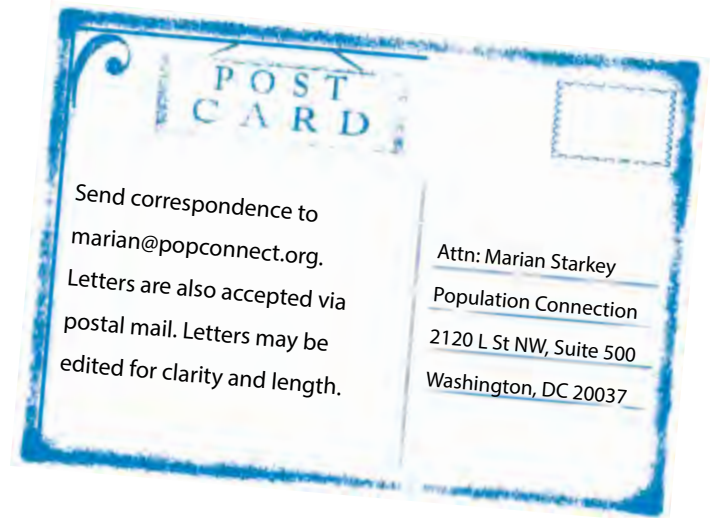 POST
CARD
Send correspondence to
marian@popconnect.org.
Letters are also accepted via
postal mail. Letters may be
edited for clarity and length.
Attn: Marian Starkey
Population Connection
2120 L St NW, Suite 500
Washington, DC 20037